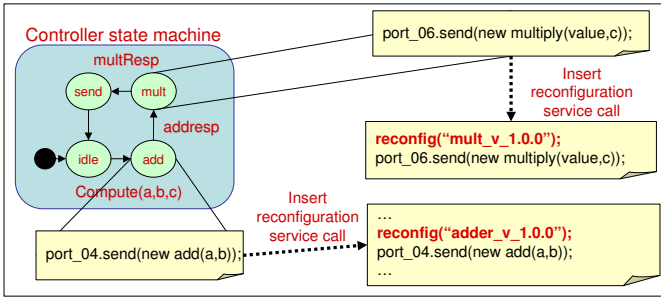 Controller state machine
multResp
send
mult
addresp
idle
add
Compute(a,b,c)
port_06.send(new multiply(value,c));
Insert
reconfiguration
service call
reconfig(“mult_v_1.0.0”);
port_06.send(new multiply(value,c));
port_04.send(new add(a,b));
Insert
reconfiguration
service call
…
reconfig(“adder_v_1.0.0”);
port_04.send(new add(a,b));
…